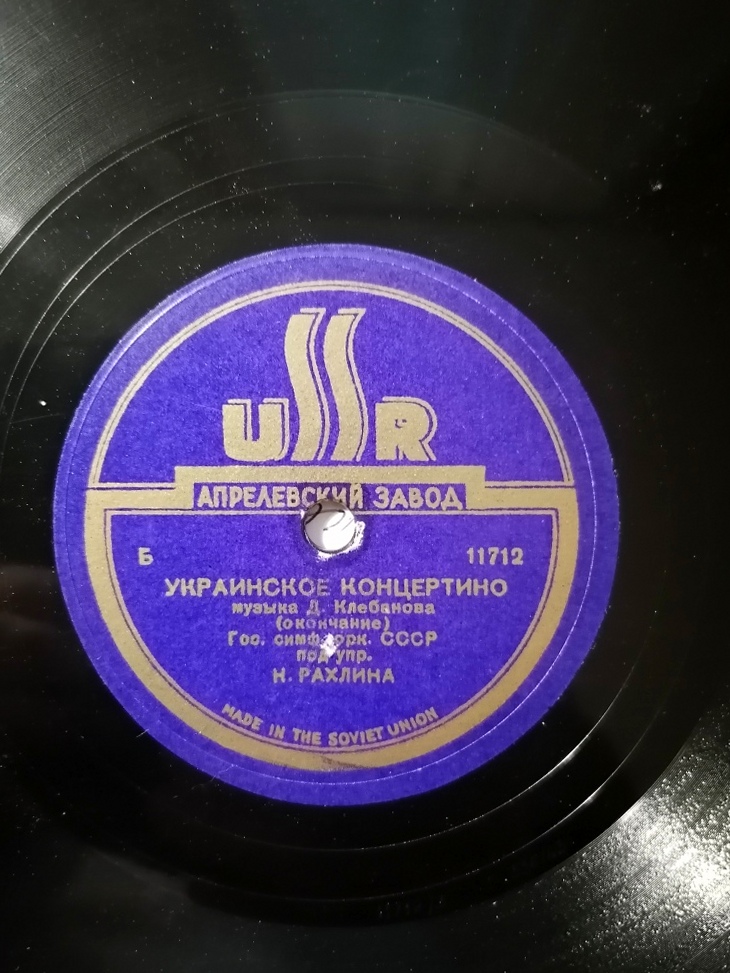 USSR
АПРЕЛЕВСКИЙ ЗАВОД
Б 11712
УКРАИНСКОЕ КОНЦЕРТИНО
музыка Д. Клебанова
(окончание)
Гос. симф. орк. СССР
под упр.
Н. РАХЛИНА
MADE IN THE SOVIET UNION